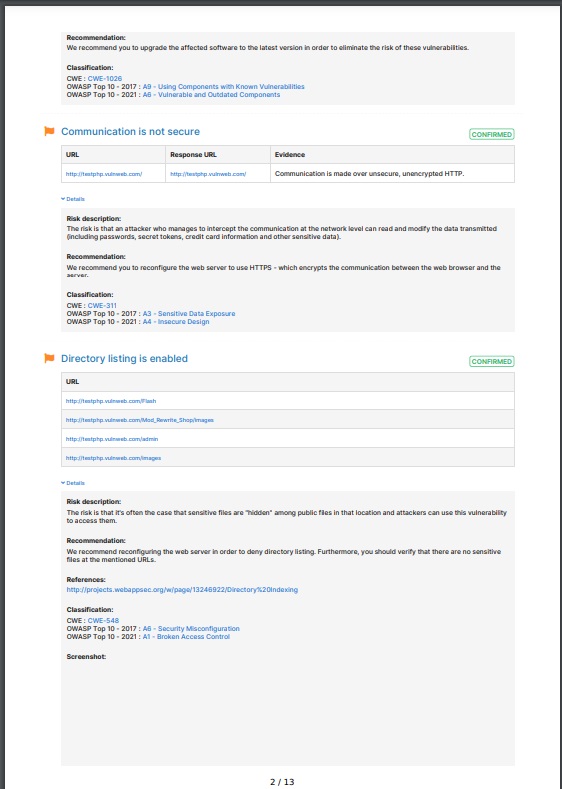 Recommendation:
We recommend you to upgrade the affected software to the latest version in order to eliminate the risk of these vulnerabilities.
Classification:
CWE : CWE-1026
OWASP Top 10 - 2017 : A9 - Using Components with Known Vulnerabilities
OWASP Top 10 - 2021 : A6 - Vulnerable and Outdated Components
Communication is not secure
CONFIRMED
URL Response URL Evidence
http://testphp.vulnweb.com/ http://testphp.vulnweb.com/ Communication is made over unsecure, unencrypted HTTP.
Details
Risk description:
The risk is that an attacker who manages to intercept the communication at the network level can read and modify the data transmitted
(including passwords, secret tokens, credit card information and other sensitive data).
Recommendation:
We recommend you to reconfigure the web server to use HTTPS - which encrypts the communication between the web browser and the
server.
Classification:
CWE : CWE-311
OWASP Top 10 - 2017 : A3 - Sensitive Data Exposure
OWASP Top 10 - 2021 : A4 - Insecure Design
Directory listing is enabled
CONFIRMED
URL
http://testphp.vulnweb.com/Flash
http://testphp.vulnweb.com/Mod_Rewrite_Shop/images
http://testphp.vulnweb.com/admin
http://testphp.vulnweb.com/images
Details
Risk description:
The risk is that it's often the case that sensitive files are "hidden" among public files in that location and attackers can use this vulnerability
to access them.
Recommendation:
We recommend reconfiguring the web server in order to deny directory listing. Furthermore, you should verify that there are no sensitive
files at the mentioned URLs.
References:
http://projects.webappsec.org/w/page/13246922/Directory%20Indexing
Classification:
CWE : CWE-548
OWASP Top 10 - 2017 : A6 - Security Misconfiguration
OWASP Top 10 - 2021 : A1 - Broken Access Control
Screenshot:
2 / 13